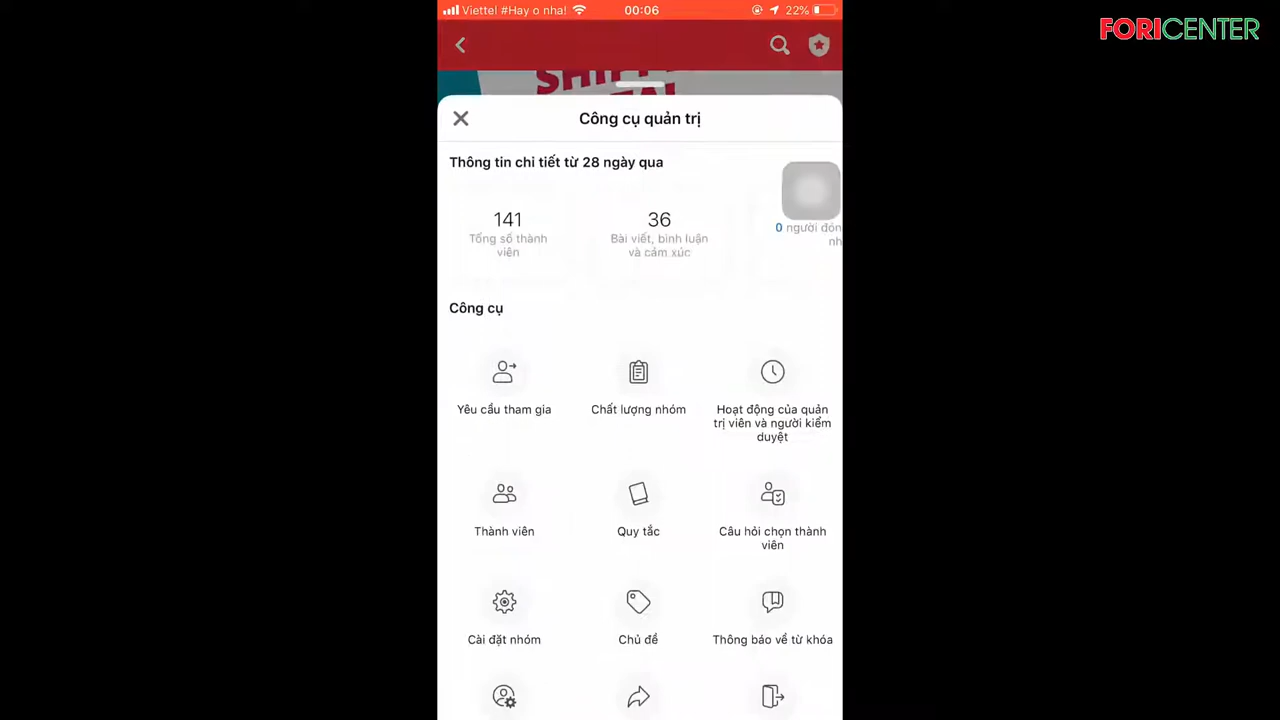 Viettel #Hay o nha! 00:06 22%
FORICENTER
Công cụ quản trị
Thông tin chi tiết từ 28 ngày qua
141
Tổng số thành
viên
36
Bài viết, bình luận
và cảm xúc
0 người đón
nh
Công cụ
Yêu cầu tham gia
Chất lượng nhóm
Hoạt động của quản
trị viên và người kiểm
duyệt
Thành viên
Quy tắc
Câu hỏi chọn thành
viên
Cài đặt nhóm
Chủ đề
Thông báo về từ khóa